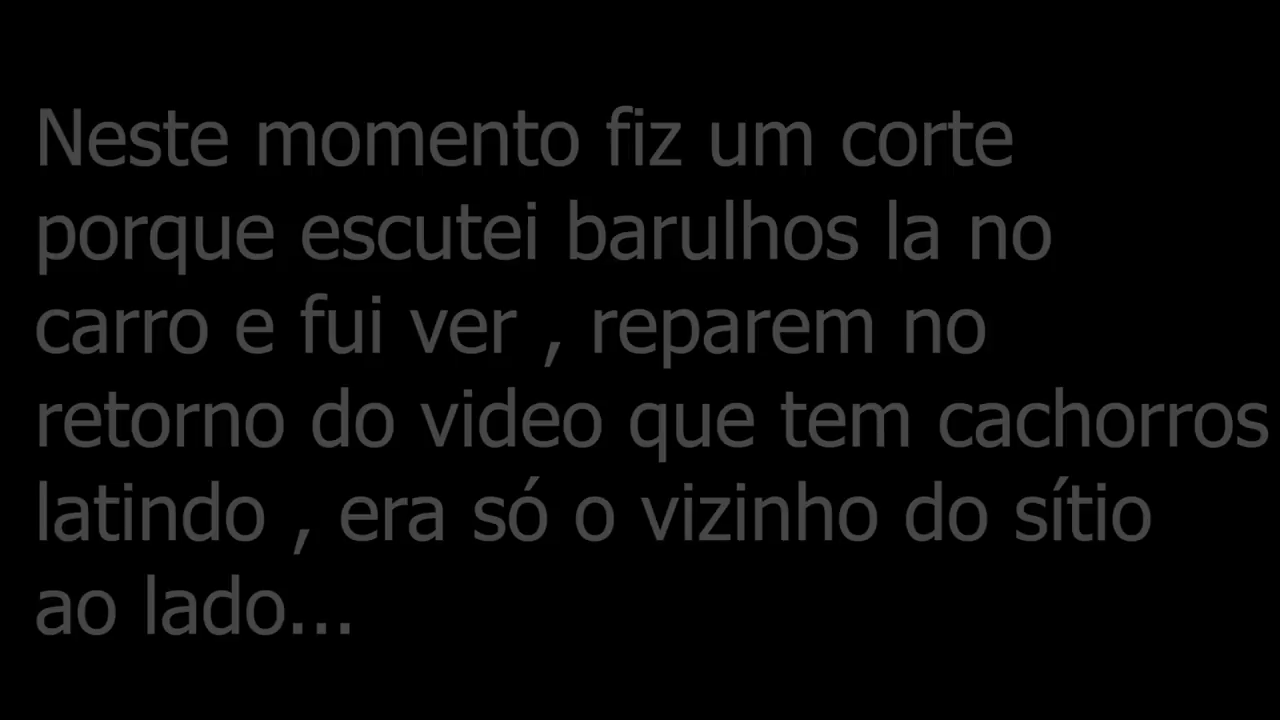 Neste momento fiz um corte
porque escutei barulhos la no
carro e fui ver , reparem no
retorno do video que tem cachorros
latindo , era só o vizinho do sítio
ao lado...